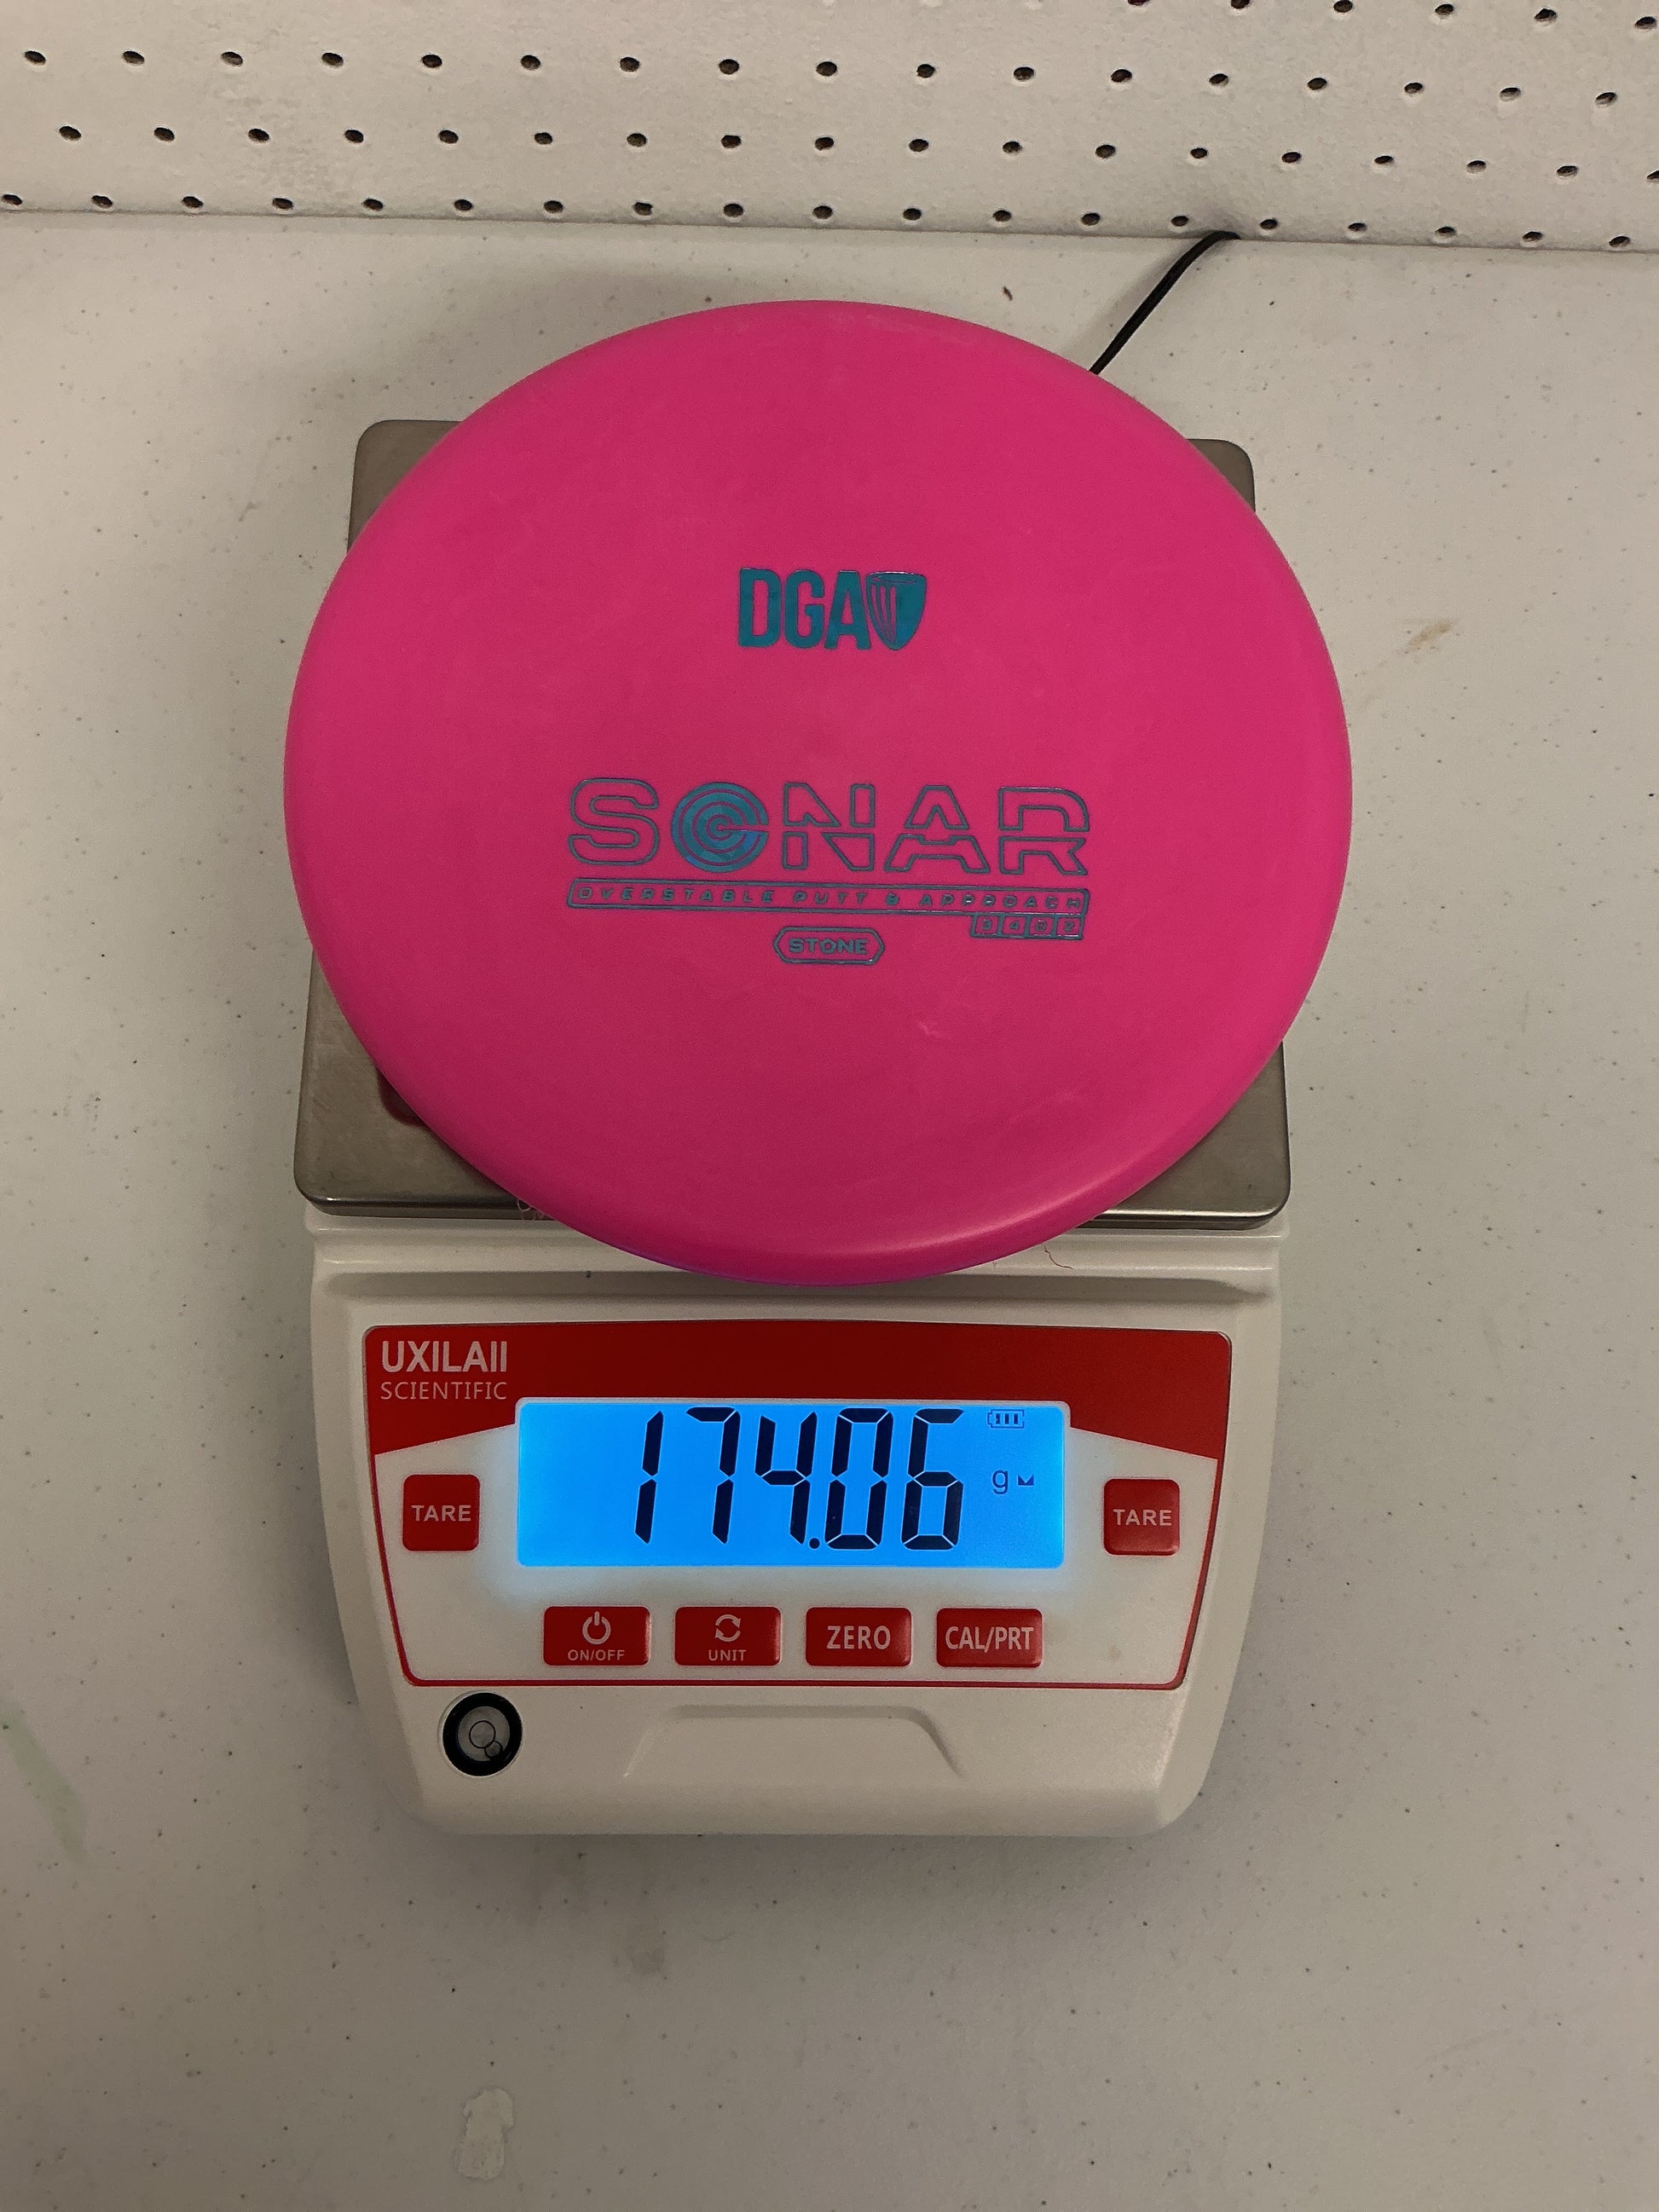 DGA
SONAR
OVERSTABLE PUTT & APPROACH
3 4 0 2
STONE
UXILAII
SCIENTIFIC
174.06
g
TARE
TARE
ON/OFF
UNIT
ZERO
CAL/PRT